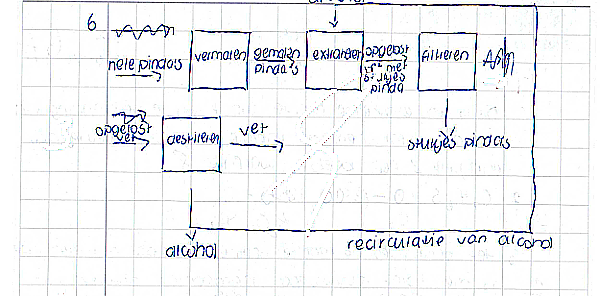 6
hele pinda's
vermalen
gemalen
pinda's
extraheren
opgelost
vet met
stukjes
pinda
filtreren
stukjes pinda's
opgelost
vet
destilleren
vet
alcohol
recirculatie van alcohol